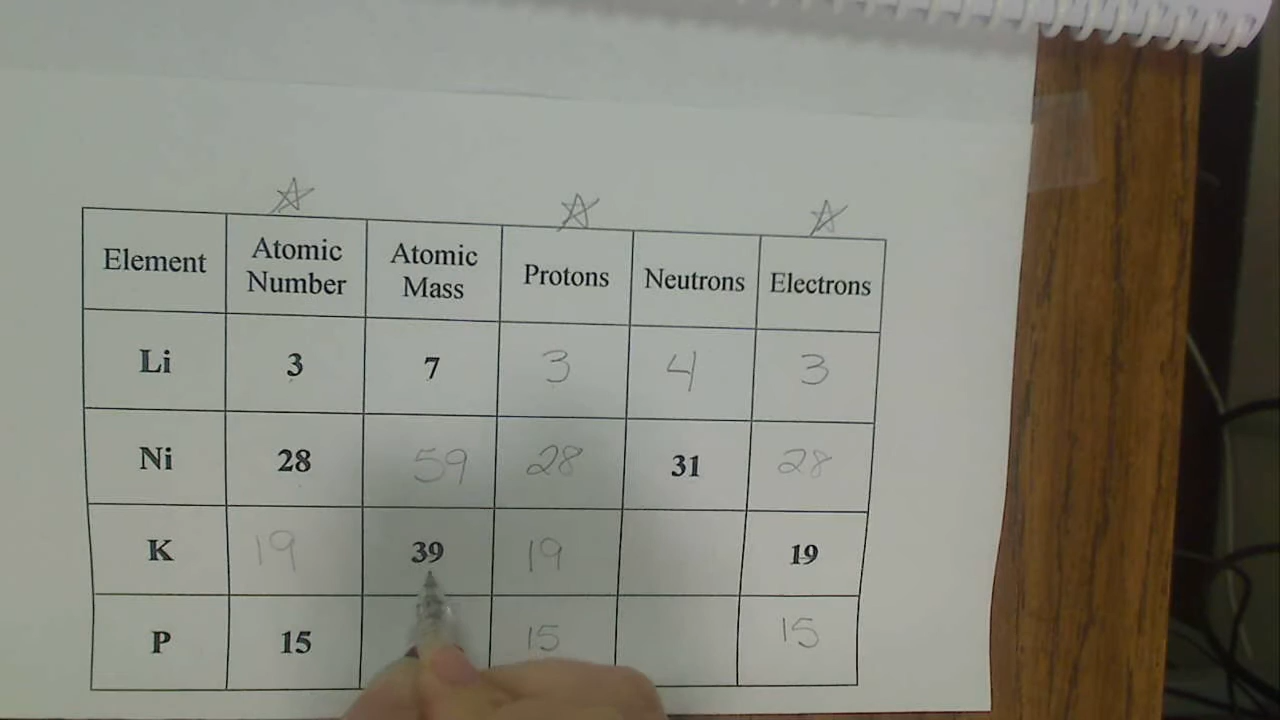 Element Atomic Number Atomic Mass Protons Neutrons Electrons
Li 3 7 3 4 3
Ni 28 59 28 31 28
K 19 39 19 19
P 15 15 15